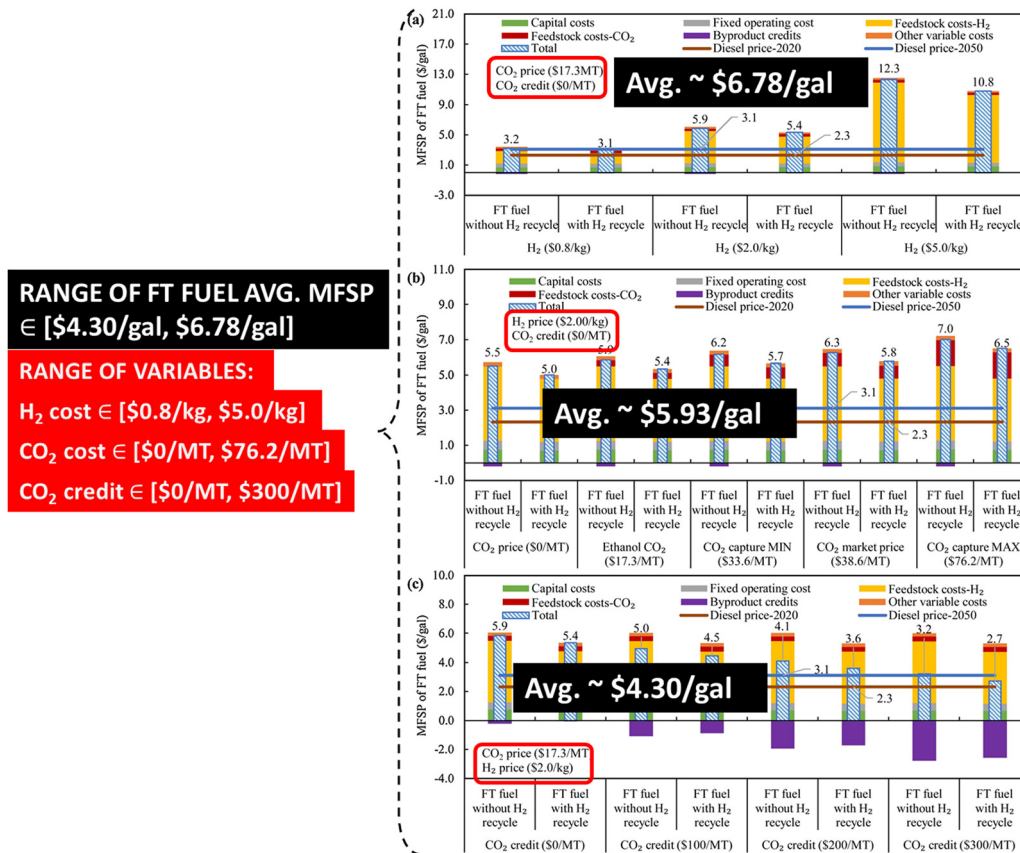 RANGE OF FT FUEL AVG. MFSP
∈ [$4.30/gal, $6.78/gal]
RANGE OF VARIABLES:
H₂ cost ∈ [$0.8/kg, $5.0/kg]
CO₂ cost ∈ [$0/MT, $76.2/MT]
CO₂ credit ∈ [$0/MT, $300/MT]
(a)
MFSP of FT fuel ($/gal)
21.0
17.0
13.0
9.0
5.0
1.0
-3.0
Capital costs
Fixed operating cost
Feedstock costs-H₂
Feedstock costs-CO₂
Byproduct credits
Other variable costs
Total
Diesel price-2020
Diesel price-2050
CO₂ price ($17.3MT)
CO₂ credit ($0/MT)
Avg. ~ $6.78/gal
3.2
3.1
5.9
3.1
5.4
2.3
12.3
10.8
FT fuel without H₂ recycle
FT fuel with H₂ recycle
FT fuel without H₂ recycle
FT fuel with H₂ recycle
FT fuel without H₂ recycle
FT fuel with H₂ recycle
H₂ ($0.8/kg)
H₂ ($2.0/kg)
H₂ ($5.0/kg)
(b)
MFSP of FT fuel ($/gal)
11.0
9.0
7.0
5.0
3.0
1.0
-1.0
Capital costs
Fixed operating cost
Feedstock costs-H₂
Feedstock costs-CO₂
Byproduct credits
Other variable costs
Total
Diesel price-2020
Diesel price-2050
H₂ price ($2.00/kg)
CO₂ credit ($0/MT)
Avg. ~ $5.93/gal
5.5
5.0
5.9
5.4
6.2
5.7
6.3
5.8
7.0
6.5
3.1
2.3
FT fuel without H₂ recycle
FT fuel with H₂ recycle
FT fuel without H₂ recycle
FT fuel with H₂ recycle
FT fuel without H₂ recycle
FT fuel with H₂ recycle
FT fuel without H₂ recycle
FT fuel with H₂ recycle
FT fuel without H₂ recycle
FT fuel with H₂ recycle
CO₂ price ($0/MT)
Ethanol CO₂ ($17.3/MT)
CO₂ capture MIN ($33.6/MT)
CO₂ market price ($38.6/MT)
CO₂ capture MAX ($76.2/MT)
(c)
MFSP of FT fuel ($/gal)
10.0
8.0
6.0
4.0
2.0
0.0
-2.0
-4.0
Capital costs
Fixed operating cost
Feedstock costs-H₂
Feedstock costs-CO₂
Byproduct credits
Other variable costs
Total
Diesel price-2020
Diesel price-2050
5.9
5.4
5.0
4.5
4.1
3.6
3.2
2.7
3.1
2.3
Avg. ~ $4.30/gal
CO₂ price ($17.3/MT
H₂ price ($2.0/kg)
FT fuel without H₂ recycle
FT fuel with H₂ recycle
FT fuel without H₂ recycle
FT fuel with H₂ recycle
FT fuel without H₂ recycle
FT fuel with H₂ recycle
FT fuel without H₂ recycle
FT fuel with H₂ recycle
CO₂ credit ($0/MT)
CO₂ credit ($100/MT)
CO₂ credit ($200/MT)
CO₂ credit ($300/MT)